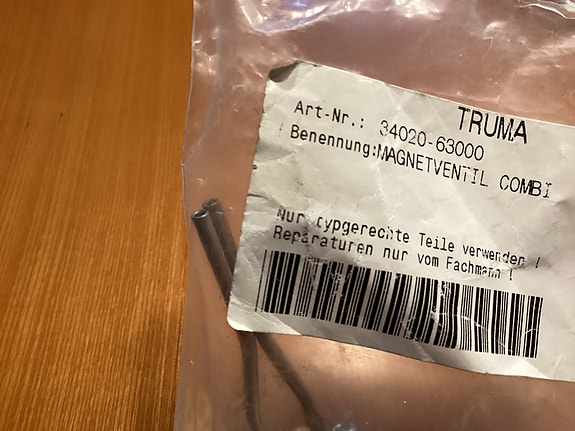 TRUMA
Art-Nr.: 34020-63000
Benennung:MAGNETVENTIL COMBI
Nur typgerechte Teile verwenden !
Reparaturen nur vom Fachmann !